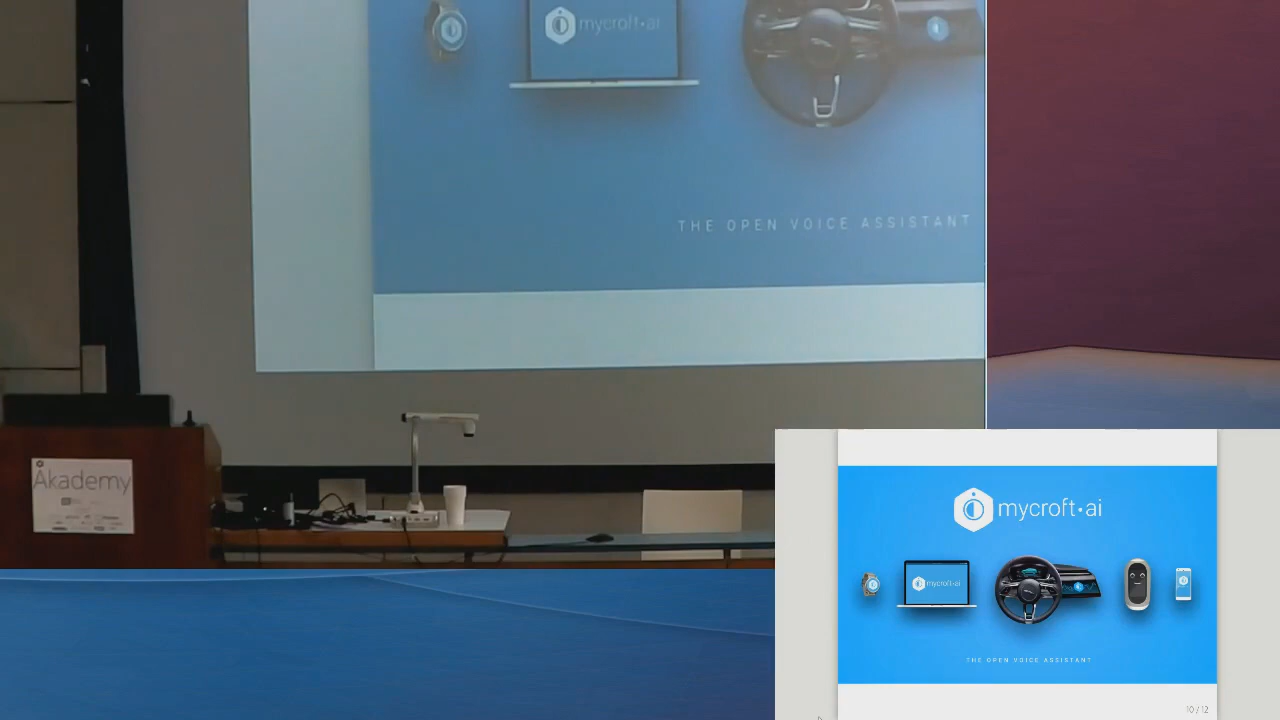 mycroft·ai
THE OPEN VOICE ASSISTANT
Akademy
mycroft·ai
mycroft·ai
THE OPEN VOICE ASSISTANT
10 / 12